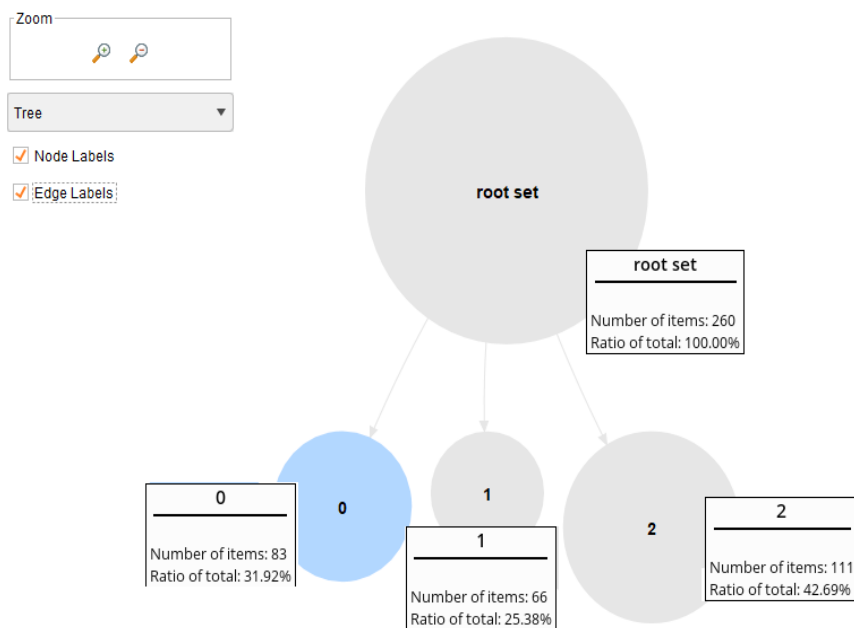 Zoom
Tree
Node Labels
Edge Labels
root set
root set
Number of items: 260
Ratio of total: 100.00%
0
0
Number of items: 83
Ratio of total: 31.92%
1
1
Number of items: 66
Ratio of total: 25.38%
2
2
Number of items: 111
Ratio of total: 42.69%